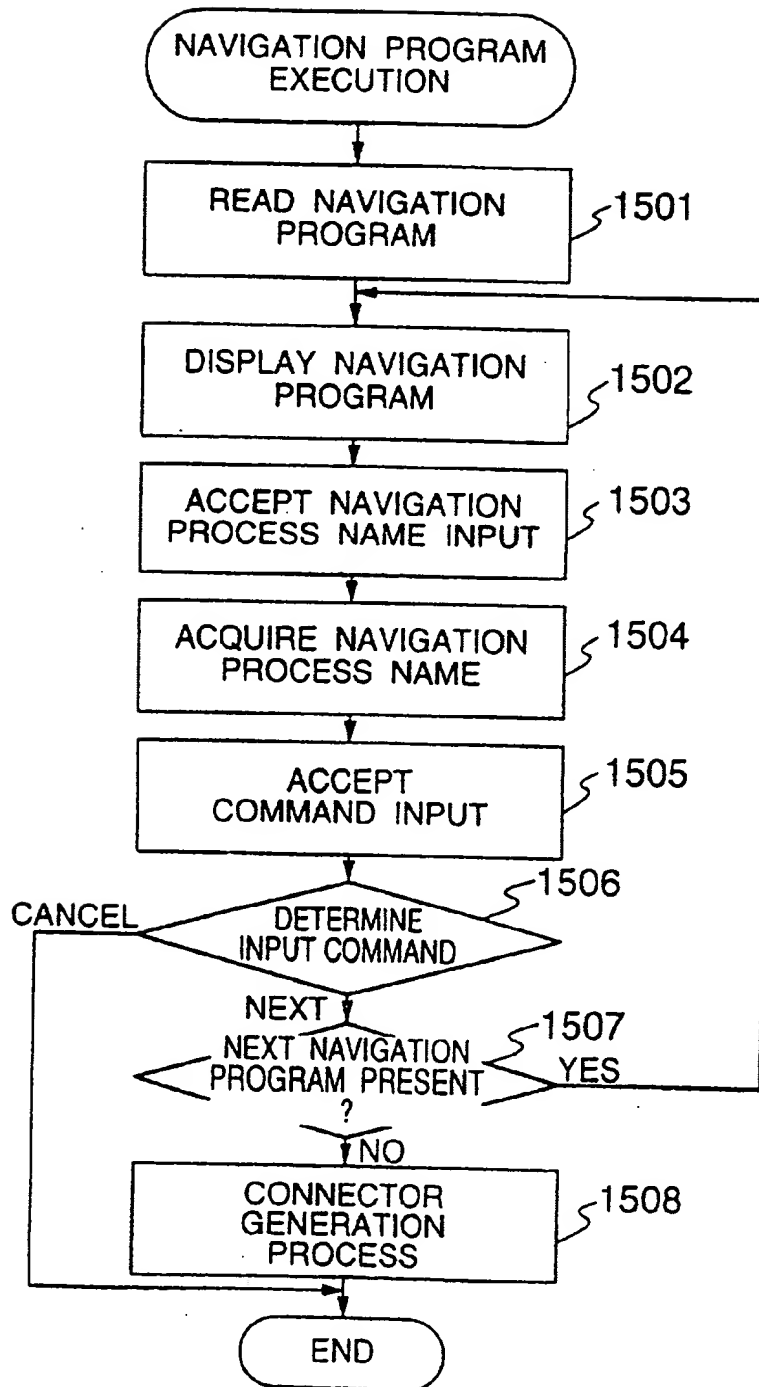 NAVIGATION PROGRAM
EXECUTION
READ NAVIGATION
PROGRAM
1501
DISPLAY NAVIGATION
PROGRAM
1502
ACCEPT NAVIGATION
PROCESS NAME INPUT
1503
ACQUIRE NAVIGATION
PROCESS NAME
1504
ACCEPT
COMMAND INPUT
1505
1506
CANCEL
DETERMINE
INPUT COMMAND
NEXT
1507
NEXT NAVIGATION
PROGRAM PRESENT
?
YES
NO
CONNECTOR
GENERATION
PROCESS
1508
END